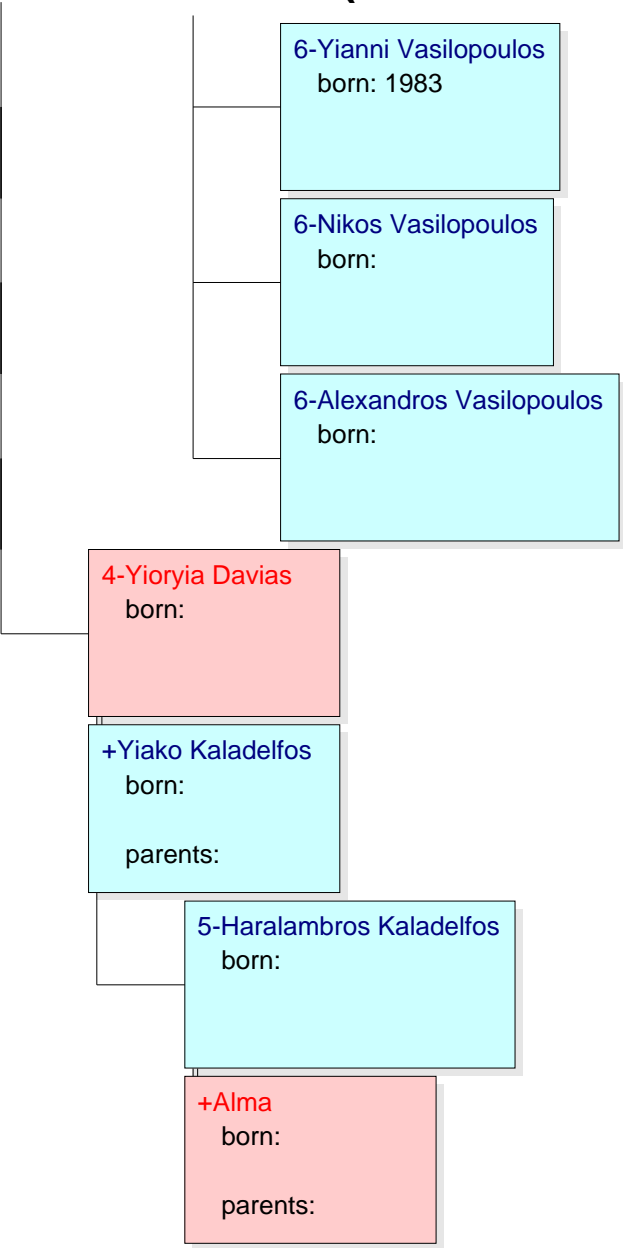 6-Yianni Vasilopoulos
born: 1983
6-Nikos Vasilopoulos
born:
6-Alexandros Vasilopoulos
born:
4-Yioryia Davias
born:
+Yiako Kaladelfos
born:
parents:
5-Haralambros Kaladelfos
born:
+Alma
born:
parents: